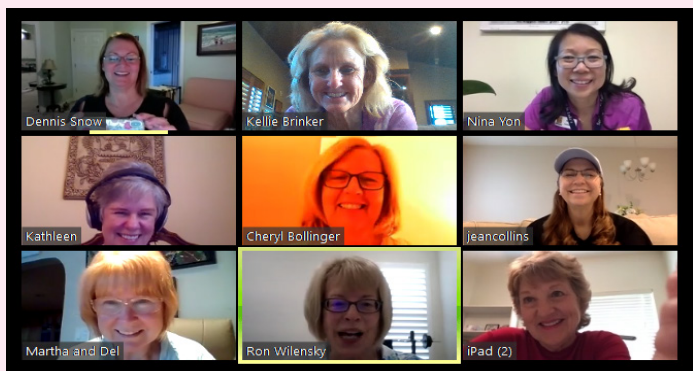 Dennis Snow
Kellie Brinker
Nina Yon
Kathleen
Cheryl Bollinger
jeancollins
Martha and Del
Ron Wilensky
iPad (2)